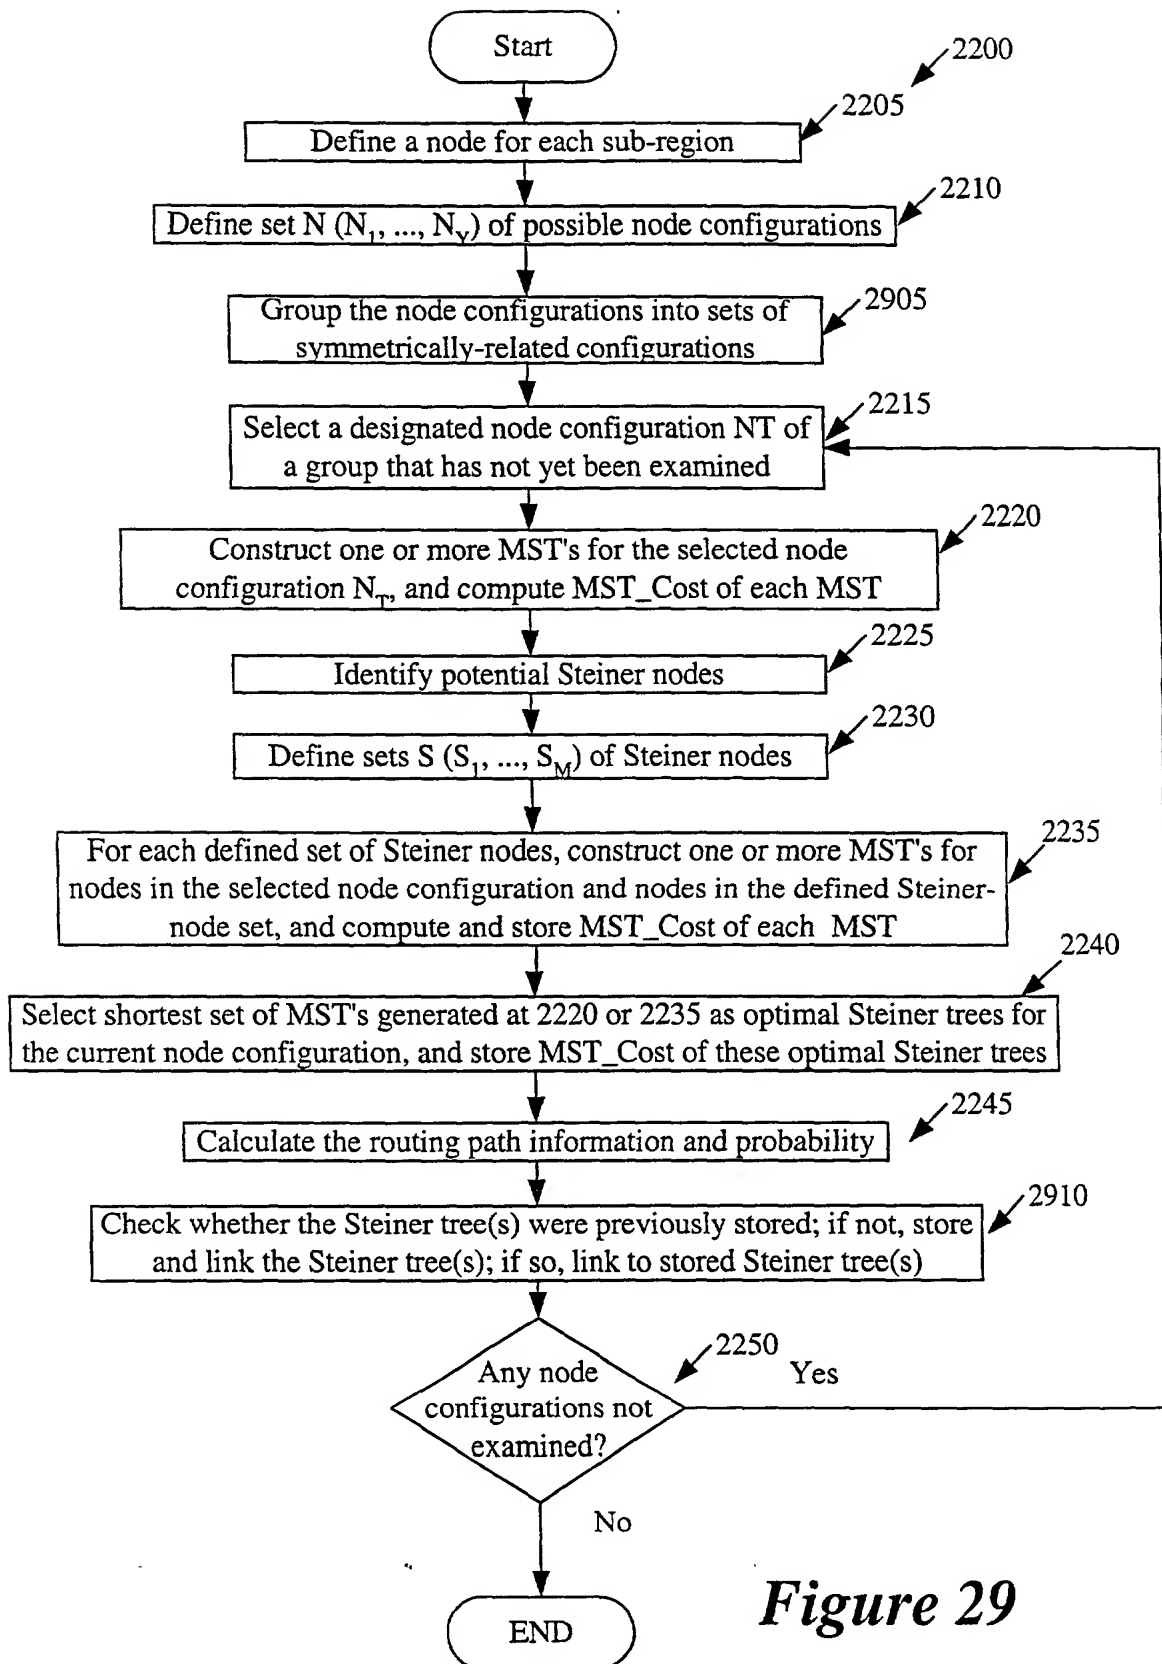 Start
2200
2205
Define a node for each sub-region
2210
Define set N (N1, ..., NY) of possible node configurations
2905
Group the node configurations into sets of
symmetrically-related configurations
2215
Select a designated node configuration NT of
a group that has not yet been examined
2220
Construct one or more MST's for the selected node
configuration NT, and compute MST_Cost of each MST
2225
Identify potential Steiner nodes
2230
Define sets S (S1, ..., SM) of Steiner nodes
2235
For each defined set of Steiner nodes, construct one or more MST's for
nodes in the selected node configuration and nodes in the defined Steiner-
node set, and compute and store MST_Cost of each MST
2240
Select shortest set of MST's generated at 2220 or 2235 as optimal Steiner trees for
the current node configuration, and store MST_Cost of these optimal Steiner trees
2245
Calculate the routing path information and probability
2910
Check whether the Steiner tree(s) were previously stored; if not, store
and link the Steiner tree(s); if so, link to stored Steiner tree(s)
2250
Any node
configurations not
examined?
Yes
No
END
Figure 29